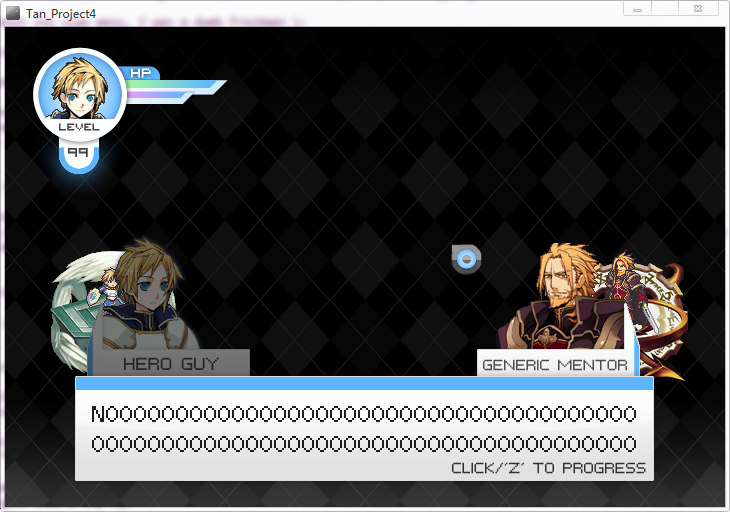 Tan_Project4
HP
LEVEL
99
HERO GUY
GENERIC MENTOR
NOOOOOOOOOOOOOOOOOOOOOOOOOOOOOOOOOOOOOO
OOOOOOOOOOOOOOOOOOOOOOOOOOOOOOOOOOOOOOO
CLICK/'Z' TO PROGRESS